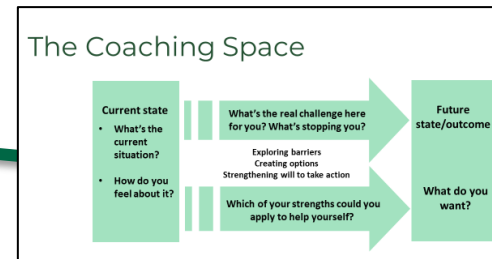 The Coaching Space
Current state
• What's the
current
situation?
• How do you
feel about it?
What's the real challenge here
for you? What's stopping you?
Exploring barriers
Creating options
Strengthening will to take action
Which of your strengths could you
apply to help yourself?
Future
state/outcome
What do you
want?